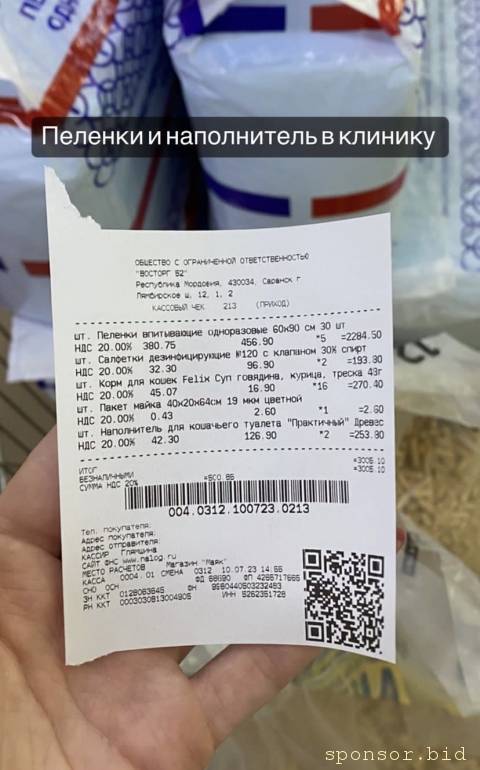 Пеленки и наполнитель в клинику
ОБЩЕСТВО С ОГРАНИЧЕННОЙ ОТВЕТСТВЕННОСТЬЮ
"ВОСТОРГ 52"
Республика Мордовия, 430034, Саранск г
Лямбирское ш, 12, 1, 2
КАССОВЫЙ ЧЕК 213 (ПРИХОД)
шт. Пеленки впитывающие одноразовые 60х90 см 30 шт
НДС 20.00% 380.75 456.90 *5 =2284.50
шт. Салфетки дезинфицирующие №120 с клапаном 30% спирт
НДС 20.00% 32.30 96.90 *2 =193.80
шт. Корм для кошек Felix Суп говядина, курица, треска 48г
НДС 20.00% 45.07 16.90 *16 =270.40
шт. Пакет майка 40х20х64см 19 мкм цветной
НДС 20.00% 0.43 2.60 *1 =2.60
шт. Наполнитель для кошачьего туалета "Практичный" Древес
НДС 20.00% 42.30 126.90 *2 =253.80
ИТОГ =3005.10
БЕЗНАЛИЧНЫМИ =3005.10
СУММА НДС 20% =500.85
004.0312.100723.0213
Тел. покупателя:
Адрес покупателя:
Адрес отправителя:
КАССИР Глямшина
САЙТ ФНС www.nalog.ru
МЕСТО РАСЧЕТОВ Магазин "Маяк"
КАССА 0004.01 СМЕНА 0312 10.07.23 14:55
СНО ОСН ФД 68690 ФП 4265717665
ЗН ККТ 0128063645 ФН 9960440503232493
РН ККТ 0003030813004905 ИНН 5262351728
sponsor.bid